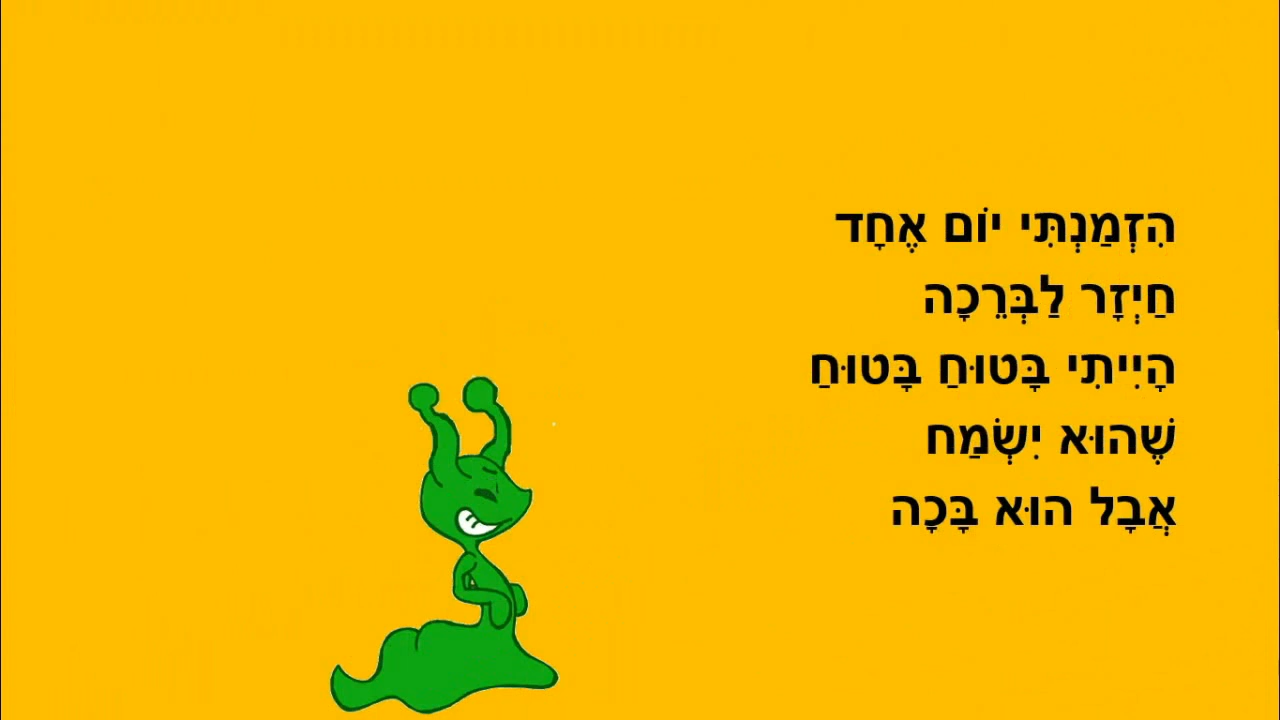 הִזְמַנְתִּי יוֹם אֶחָד
חַיְזָר לַבְּרֵכָה
הָיִיתִי בָּטוּחַ בָּטוּחַ
שֶׁהוּא יִשְׂמַח
אֲבָל הוּא בָּכָה